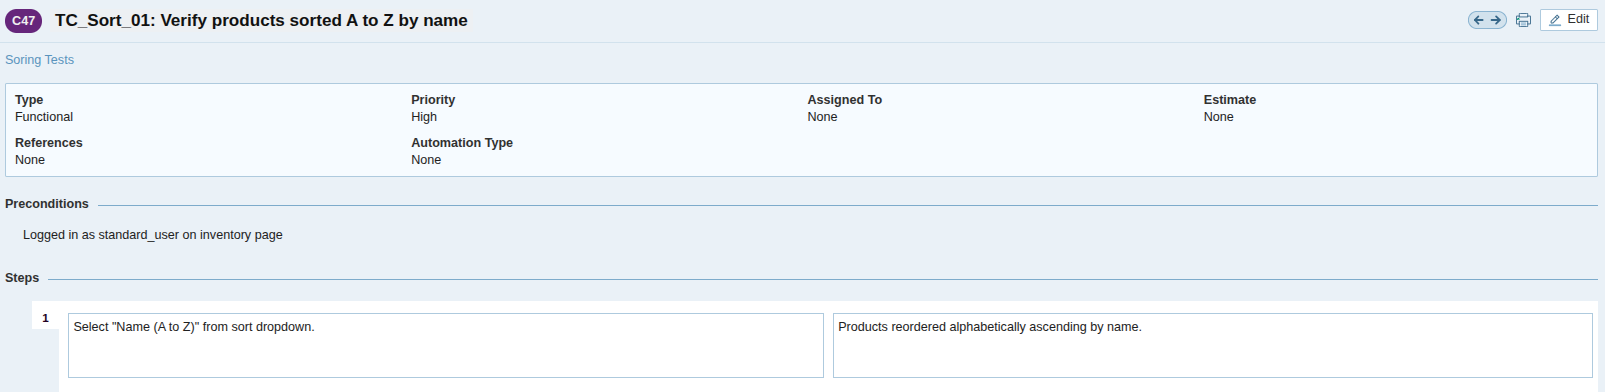 C47 TC_Sort_01: Verify products sorted A to Z by name Edit
Soring Tests
Type Priority Assigned To Estimate
Functional High None None
References Automation Type
None None
Preconditions
Logged in as standard_user on inventory page
Steps
1 Select "Name (A to Z)" from sort dropdown. Products reordered alphabetically ascending by name.